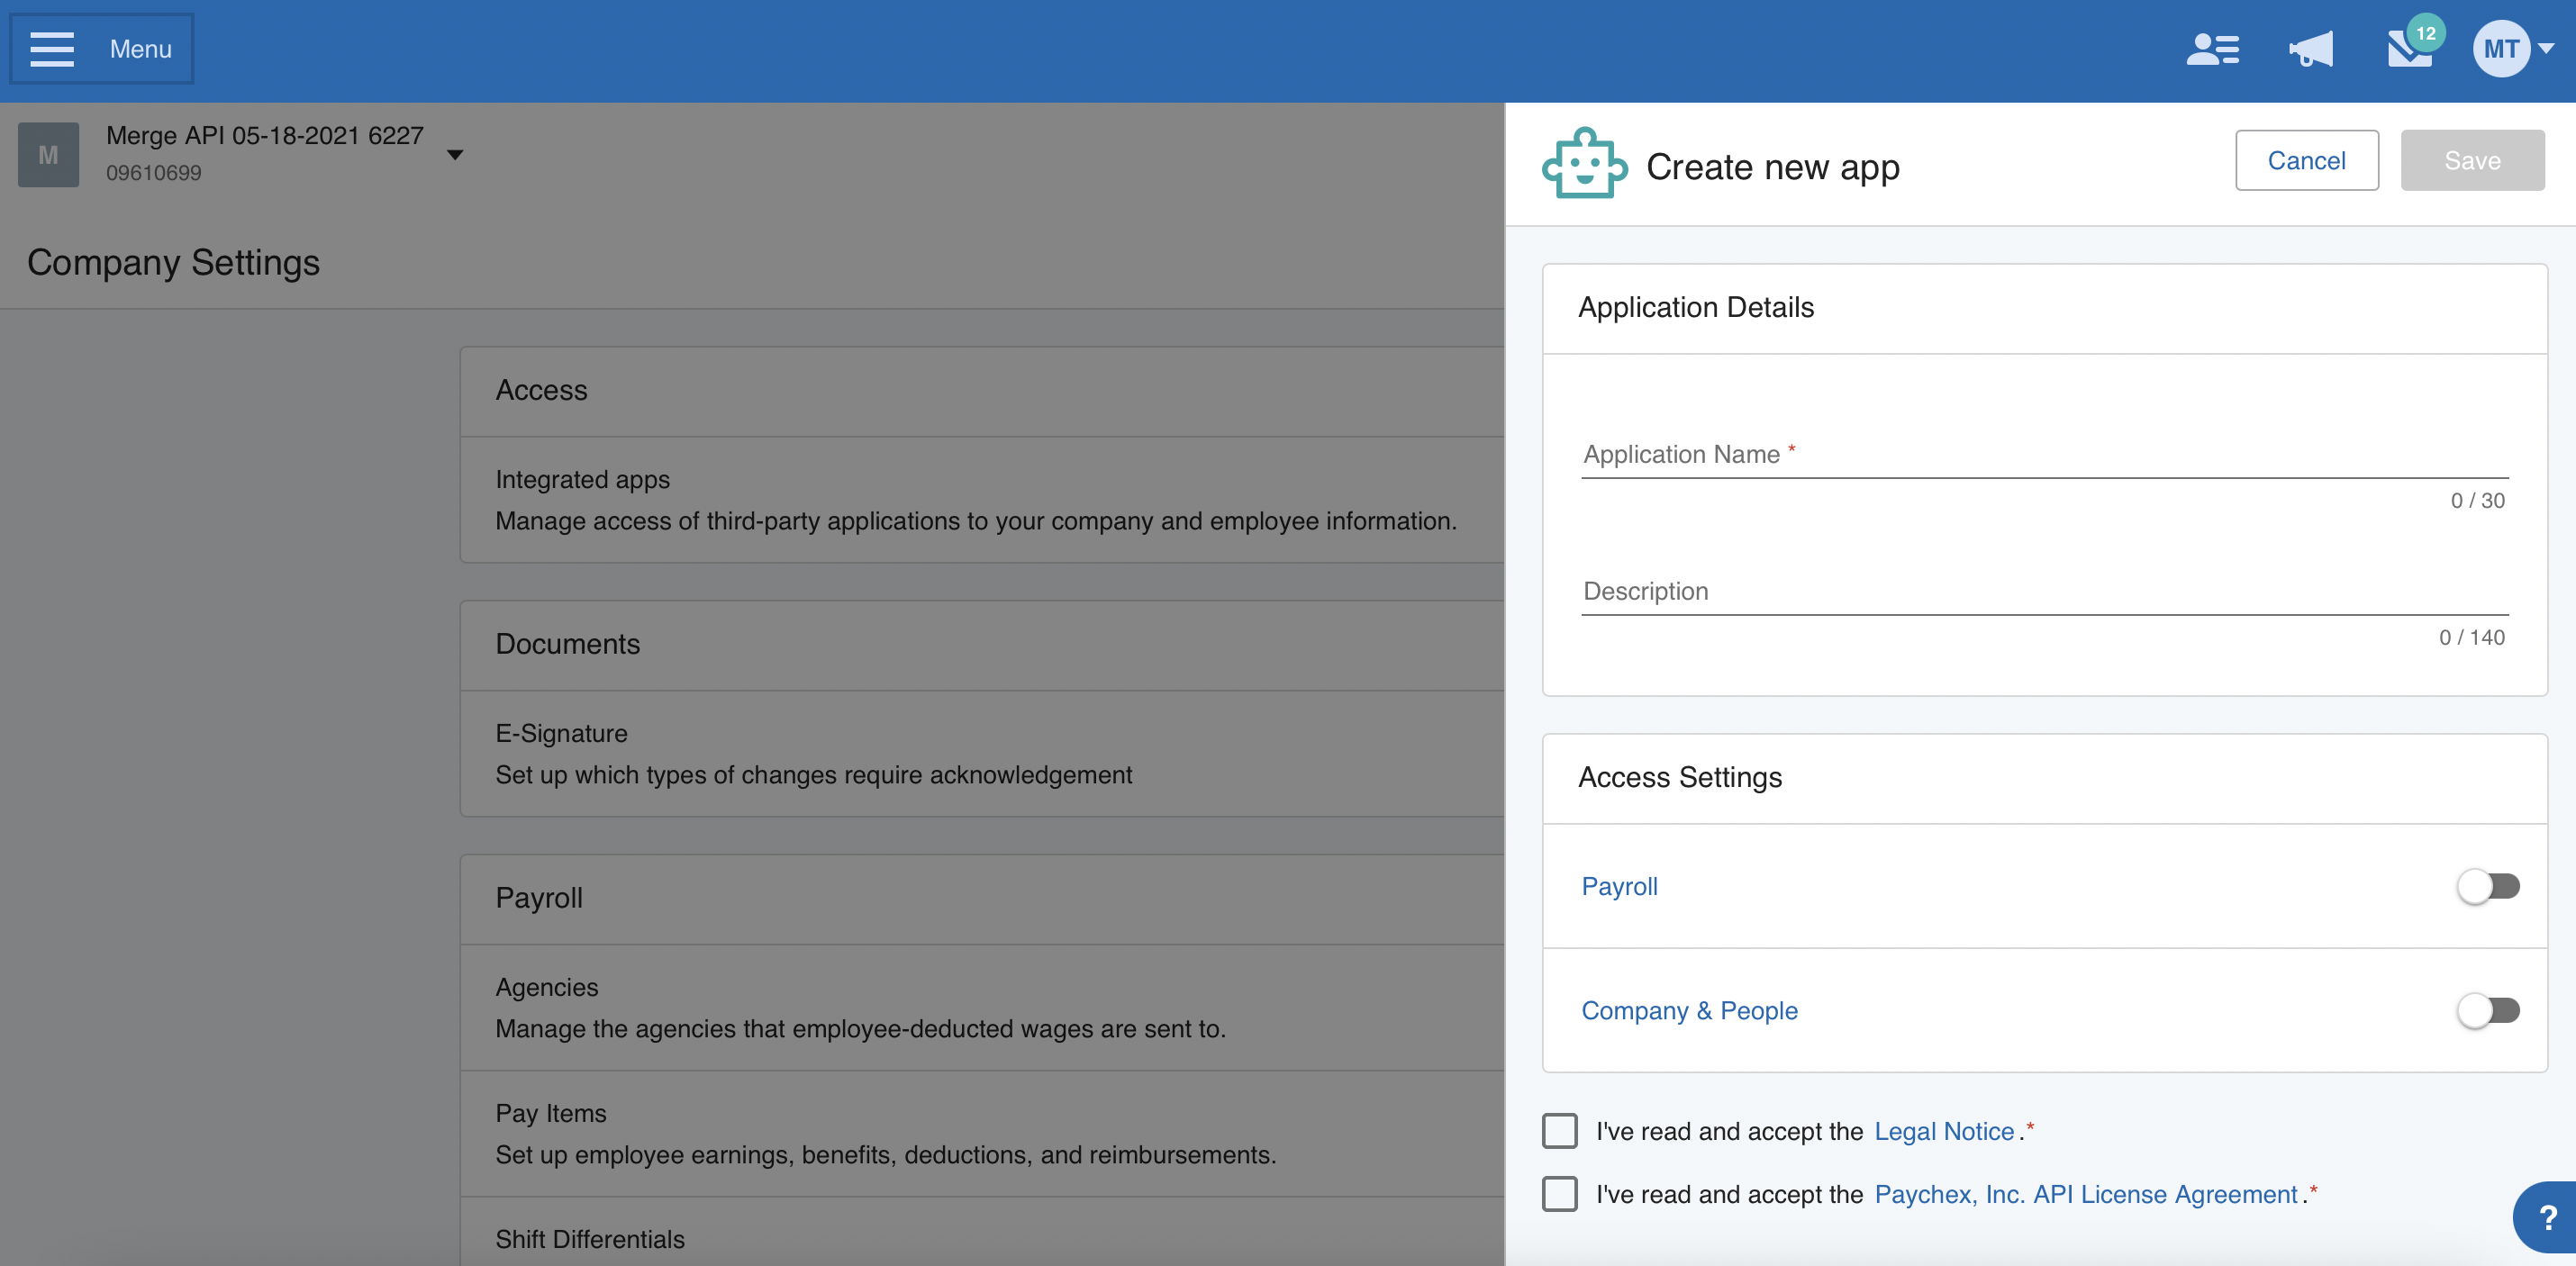 Menu
12
MT
M
Merge API 05-18-2021 6227
09610699
Company Settings
Access
Integrated apps
Manage access of third-party applications to your company and employee information.
Documents
E-Signature
Set up which types of changes require acknowledgement
Payroll
Agencies
Manage the agencies that employee-deducted wages are sent to.
Pay Items
Set up employee earnings, benefits, deductions, and reimbursements.
Shift Differentials
Create new app
Cancel
Save
Application Details
Application Name *
0 / 30
Description
0 / 140
Access Settings
Payroll
Company & People
I've read and accept the Legal Notice.*
I've read and accept the Paychex, Inc. API License Agreement.*
?